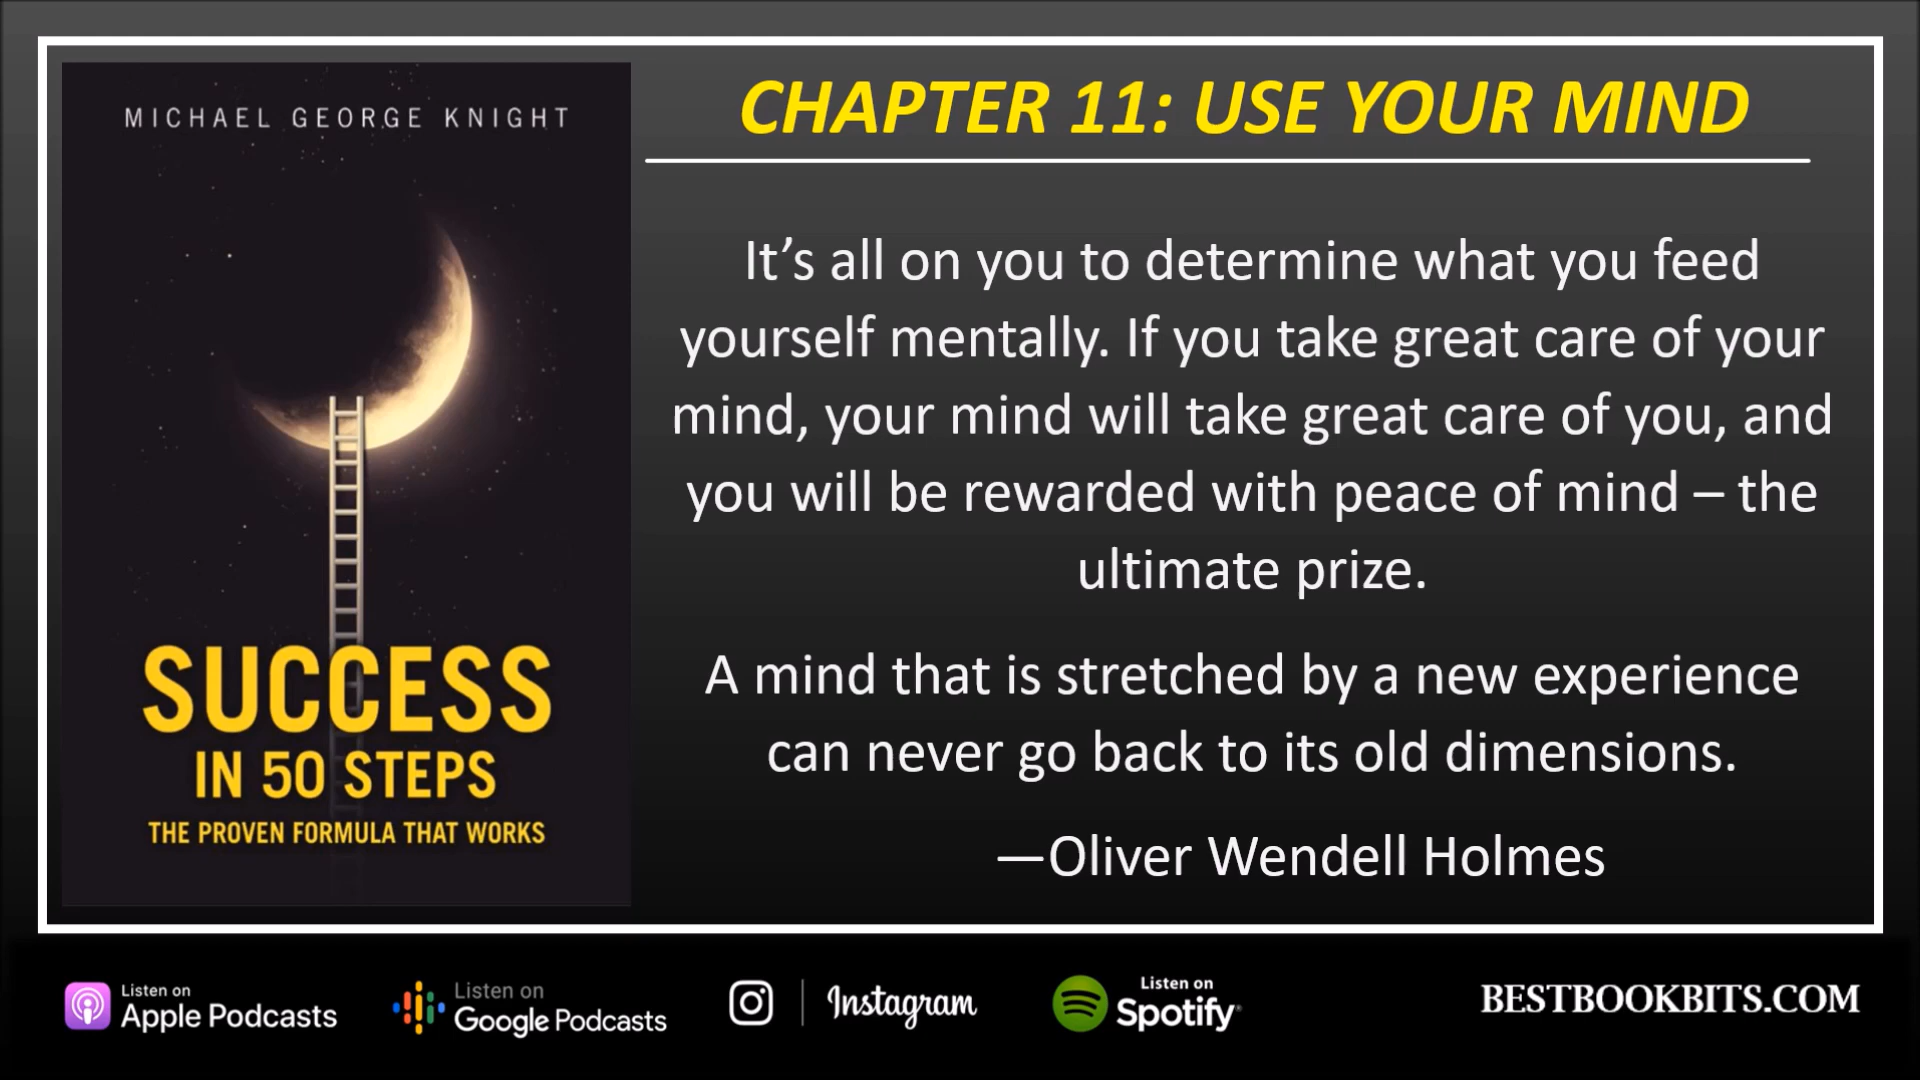 MICHAEL GEORGE KNIGHT
SUCCESS
IN 50 STEPS
THE PROVEN FORMULA THAT WORKS
CHAPTER 11: USE YOUR MIND
It’s all on you to determine what you feed
yourself mentally. If you take great care of your
mind, your mind will take great care of you, and
you will be rewarded with peace of mind – the
ultimate prize.
A mind that is stretched by a new experience
can never go back to its old dimensions.
—Oliver Wendell Holmes
Listen on
Apple Podcasts
Listen on
Google Podcasts
Instagram
Listen on
Spotify
BESTBOOKBITS.COM